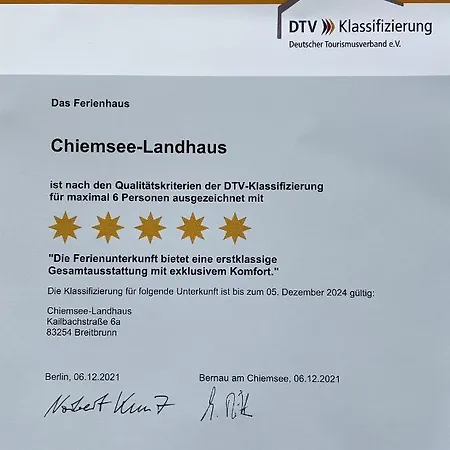 DTV Klassifizierung
Deutscher Tourismusverband e.V.
Das Ferienhaus
Chiemsee-Landhaus
ist nach den Qualitätskriterien der DTV-Klassifizierung
für maximal 6 Personen ausgezeichnet mit
"Die Ferienunterkunft bietet eine erstklassige
Gesamtausstattung mit exklusivem Komfort."
Die Klassifizierung für folgende Unterkunft ist bis zum 05. Dezember 2024 gültig:
Chiemsee-Landhaus
Kailbachstraße 6a
83254 Breitbrunn
Berlin, 06.12.2021
Bernau am Chiemsee, 06.12.2021
Norbert Kunz